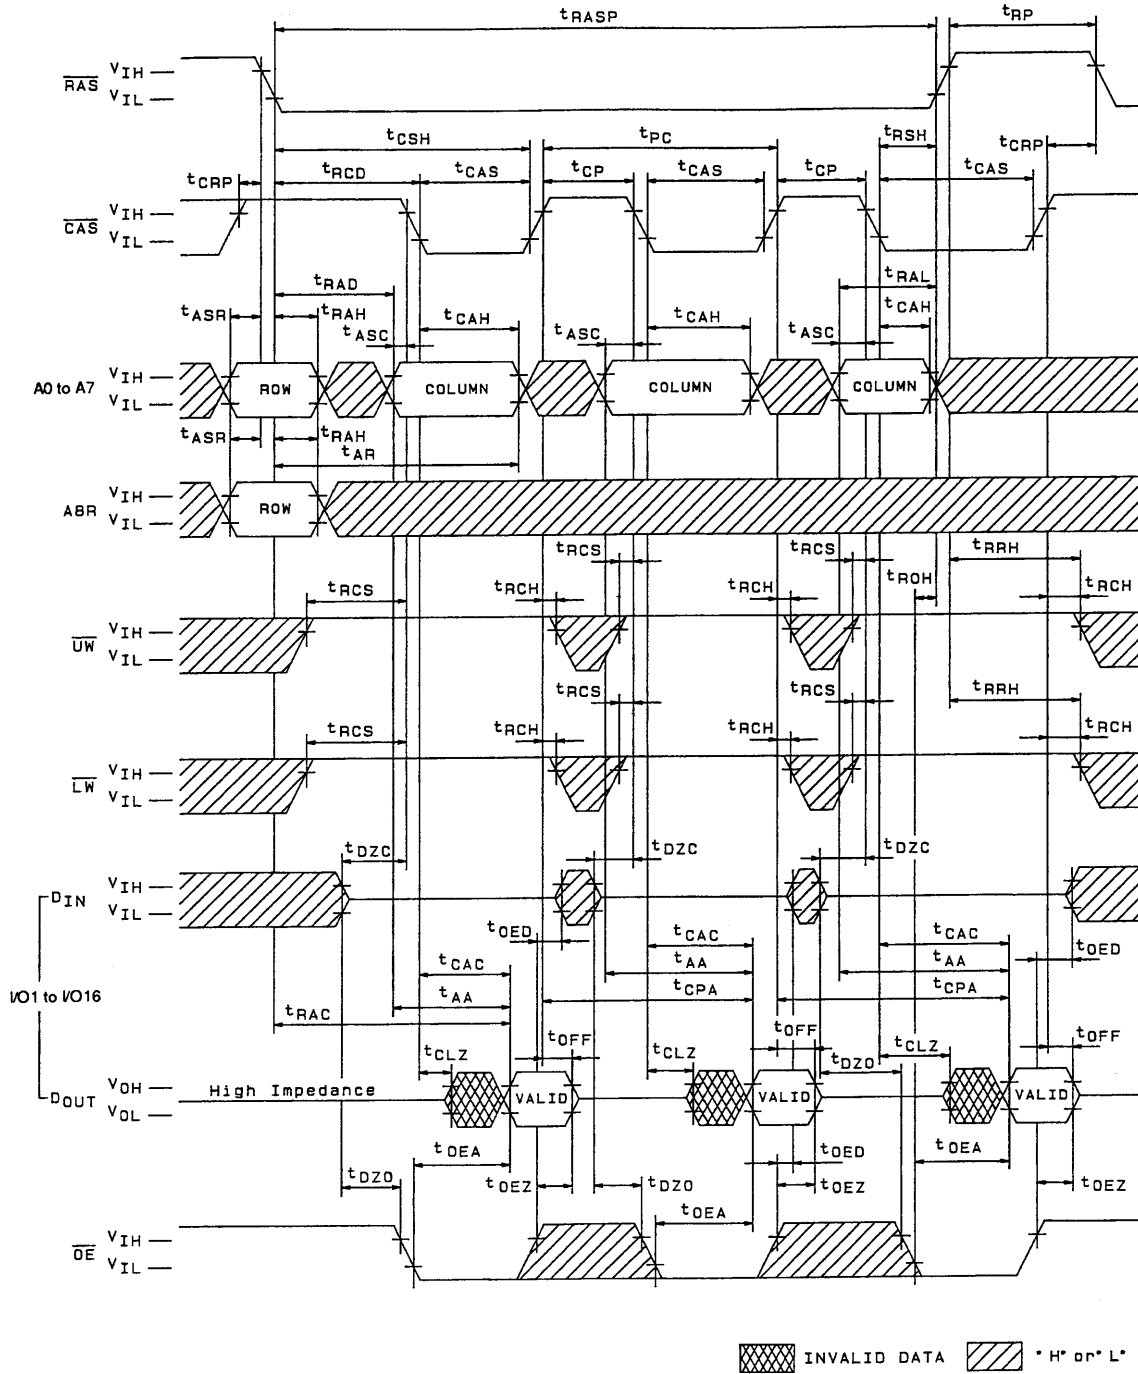 tRASP
tRP
RAS
VIH
VIL
tCSH
tPC
tRSH
tCRP
tCRP
tRCD
tCAS
tCP
tCAS
tCP
tCAS
CAS
VIH
VIL
tRAD
tRAL
tASR
tRAH
tASC
tCAH
tASC
tCAH
tASC
tCAH
A0 to A7
VIH
VIL
ROW
COLUMN
COLUMN
COLUMN
tASR
tRAH
tAR
A8R
VIH
VIL
ROW
tRCS
tRCS
tRRH
tRCS
tRCH
tRCH
tROH
tRCH
UW
VIH
VIL
tRCS
tRCS
tRRH
tRCS
tRCH
tRCH
tRCH
LW
VIH
VIL
tDZC
tDZC
tDZC
DIN
VIH
VIL
tOED
tCAC
tCAC
tOED
tCAC
tAA
tAA
tAA
tCPA
tCPA
I/O1 to I/O16
tRAC
tOFF
tOFF
tOFF
tCLZ
tCLZ
tDZO
tCLZ
DOUT
VOH
VOL
High Impedance
VALID
VALID
VALID
tOEA
tOED
tOEA
tDZO
tOEZ
tDZO
tOEZ
tOEZ
tOEA
OE
VIH
VIL
INVALID DATA
"H" or "L"